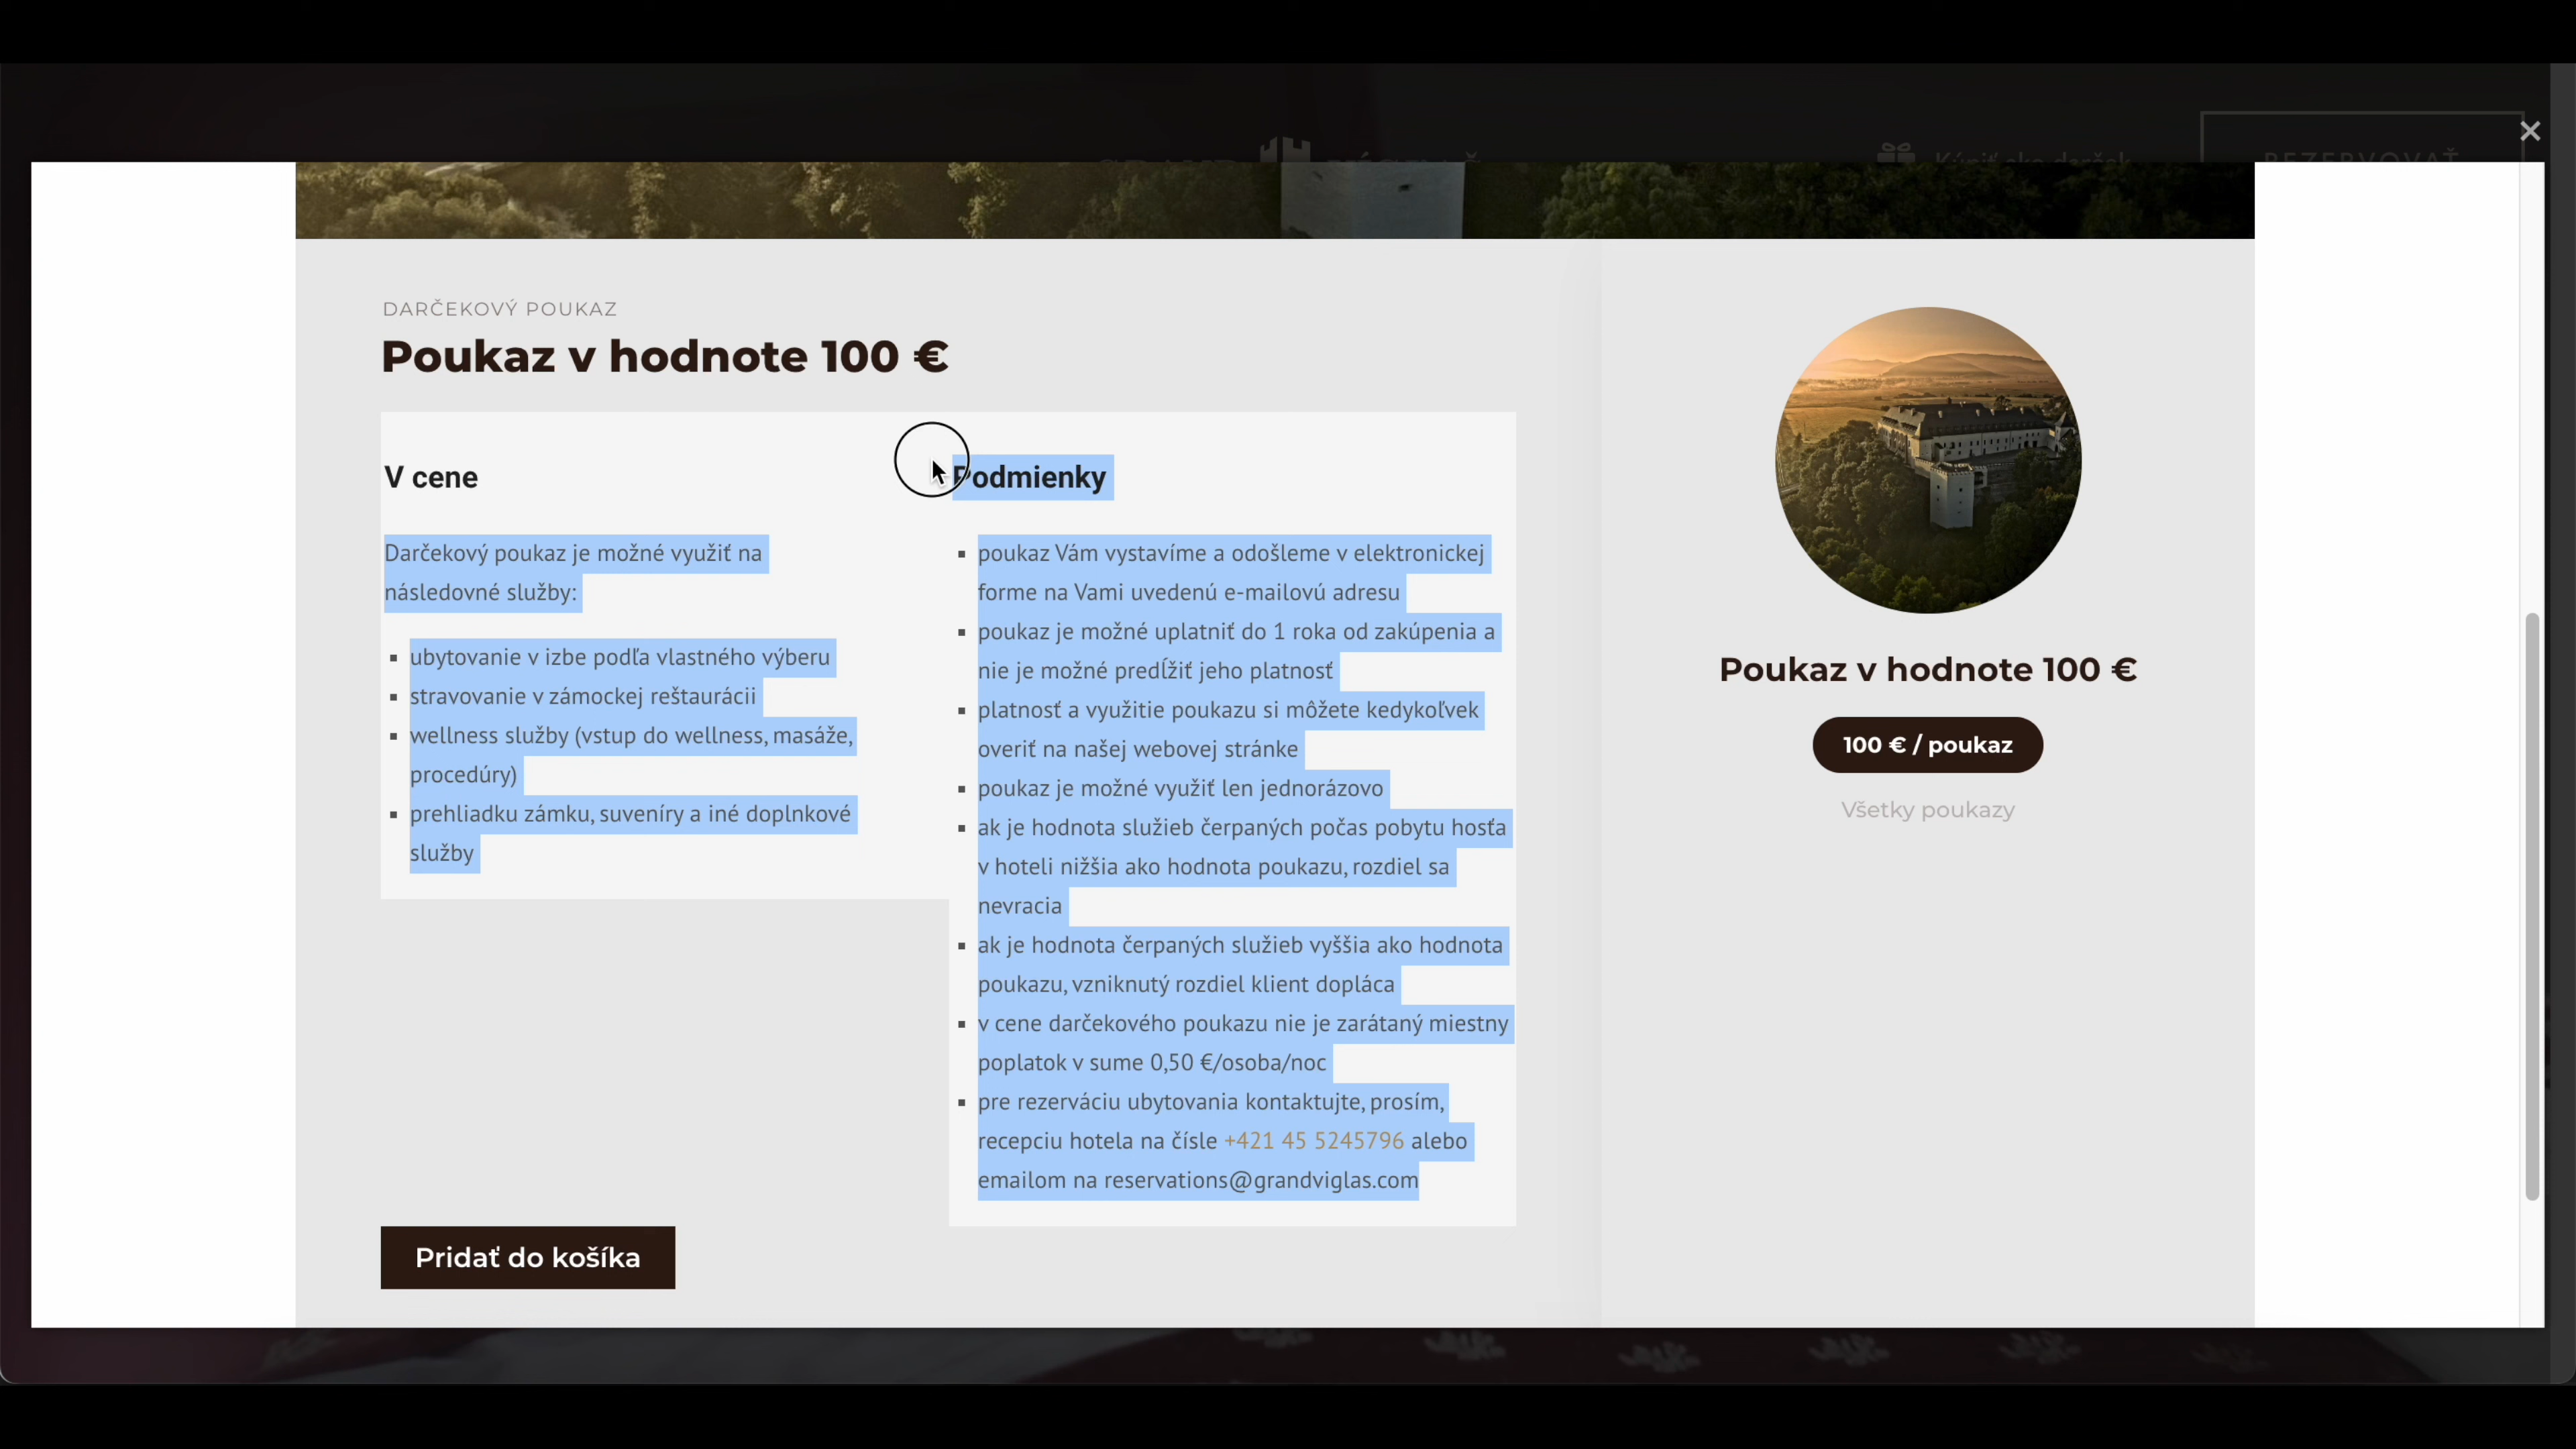 DARČEKOVÝ POUKAZ
Poukaz v hodnote 100 €
V cene
Darčekový poukaz je možné využiť na
následovné služby:
ubytovanie v izbe podľa vlastného výberu
stravovanie v zámockej reštaurácii
wellness služby (vstup do wellness, masáže,
procedúry)
prehliadku zámku, suveníry a iné doplnkové
služby
Podmienky
poukaz Vám vystavíme a odošleme v elektronickej
forme na Vami uvedenú e-mailovú adresu
poukaz je možné uplatniť do 1 roka od zakúpenia a
nie je možné predĺžiť jeho platnosť
platnosť a využitie poukazu si môžete kedykoľvek
overiť na našej webovej stránke
poukaz je možné využiť len jednorázovo
ak je hodnota služieb čerpaných počas pobytu hosťa
v hoteli nižšia ako hodnota poukazu, rozdiel sa
nevracia
ak je hodnota čerpaných služieb vyššia ako hodnota
poukazu, vzniknutý rozdiel klient dopláca
v cene darčekového poukazu nie je zarátaný miestny
poplatok v sume 0,50 €/osoba/noc
pre rezerváciu ubytovania kontaktujte, prosím,
recepciu hotela na čísle +421 45 5245796 alebo
emailom na reservations@grandviglas.com
Pridať do košíka
Poukaz v hodnote 100 €
100 € / poukaz
Všetky poukazy